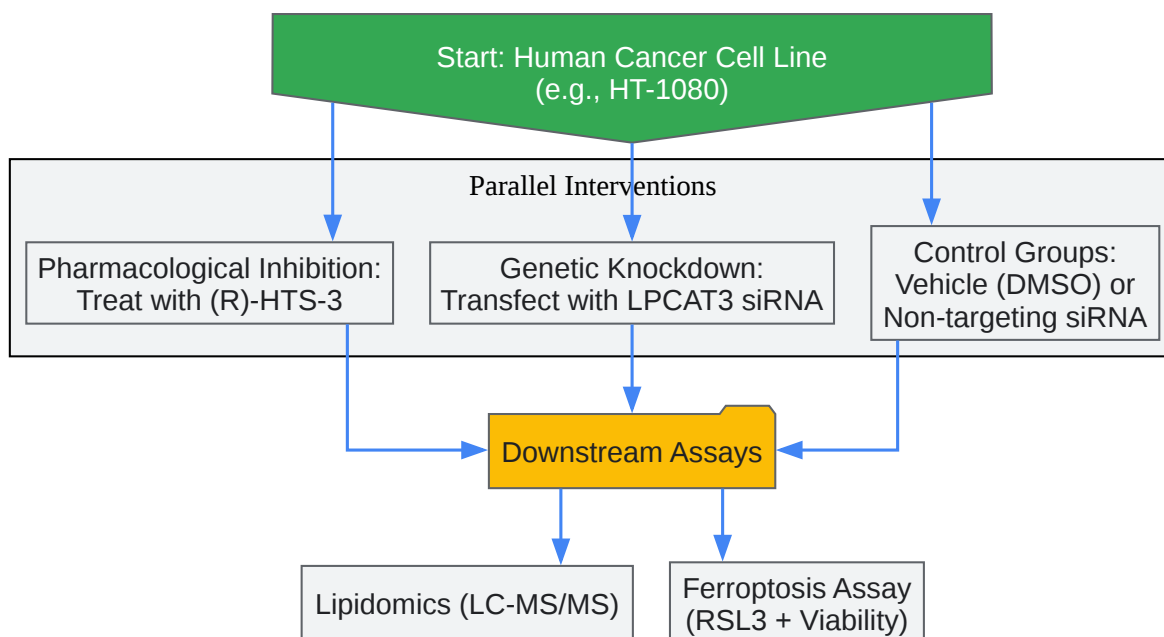 Start: Human Cancer Cell Line
(e.g., HT-1080)
Parallel Interventions
Pharmacological Inhibition:
Treat with (R)-HTS-3
Genetic Knockdown:
Transfect with LPCAT3 siRNA
Control Groups:
Vehicle (DMSO) or
Non-targeting siRNA
Downstream Assays
Lipidomics (LC-MS/MS)
Ferroptosis Assay
(RSL3 + Viability)